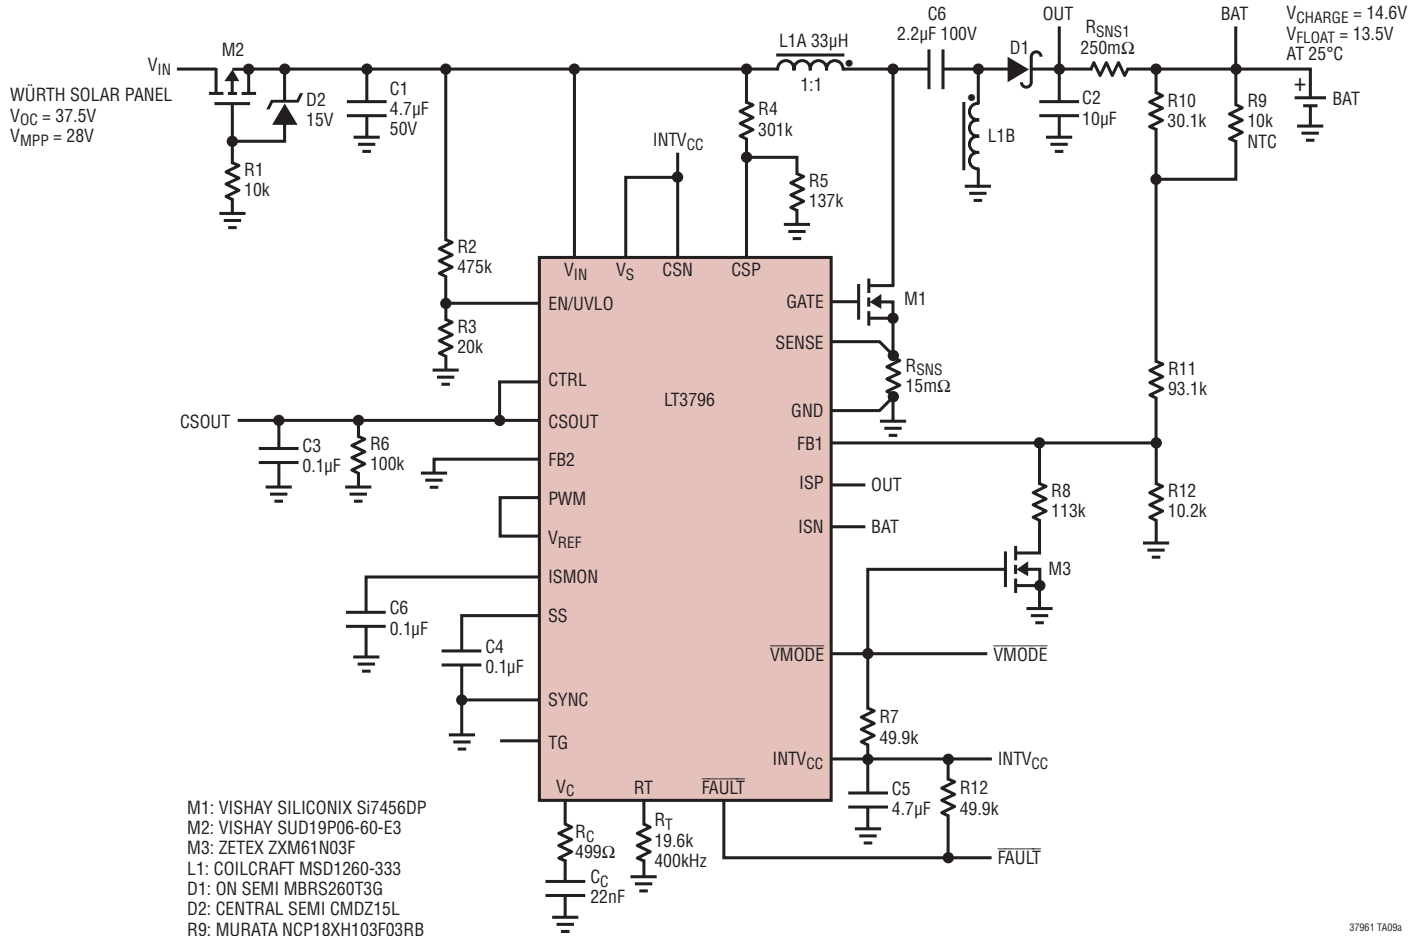 VIN
WÜRTH SOLAR PANEL
VOC = 37.5V
VMPP = 28V
M2
D2
15V
R1
10k
C1
4.7µF
50V
L1A 33µH
1:1
C6
2.2µF 100V
D1
OUT
RSNS1
250mΩ
BAT
VCHARGE = 14.6V
VFLOAT = 13.5V
AT 25°C
+
BAT
C2
10µF
L1B
R10
30.1k
R9
10k
NTC
R4
301k
R5
137k
INTVCC
R2
475k
R3
20k
VIN
VS
CSN
CSP
EN/UVLO
GATE
M1
SENSE
RSNS
15mΩ
GND
LT3796
R11
93.1k
CTRL
CSOUT
CSOUT
C3
0.1µF
R6
100k
FB1
FB2
ISP
OUT
R8
113k
R12
10.2k
PWM
ISN
BAT
VREF
M3
ISMON
C6
0.1µF
SS
C4
0.1µF
VMODE
VMODE
SYNC
R7
49.9k
TG
INTVCC
INTVCC
VC
RT
FAULT
C5
4.7µF
R12
49.9k
RC
499Ω
RT
19.6k
400kHz
FAULT
CC
22nF
M1: VISHAY SILICONIX Si7456DP
M2: VISHAY SUD19P06-60-E3
M3: ZETEX ZXM61N03F
L1: COILCRAFT MSD1260-333
D1: ON SEMI MBRS260T3G
D2: CENTRAL SEMI CMDZ15L
R9: MURATA NCP18XH103F03RB
37961 TA09a